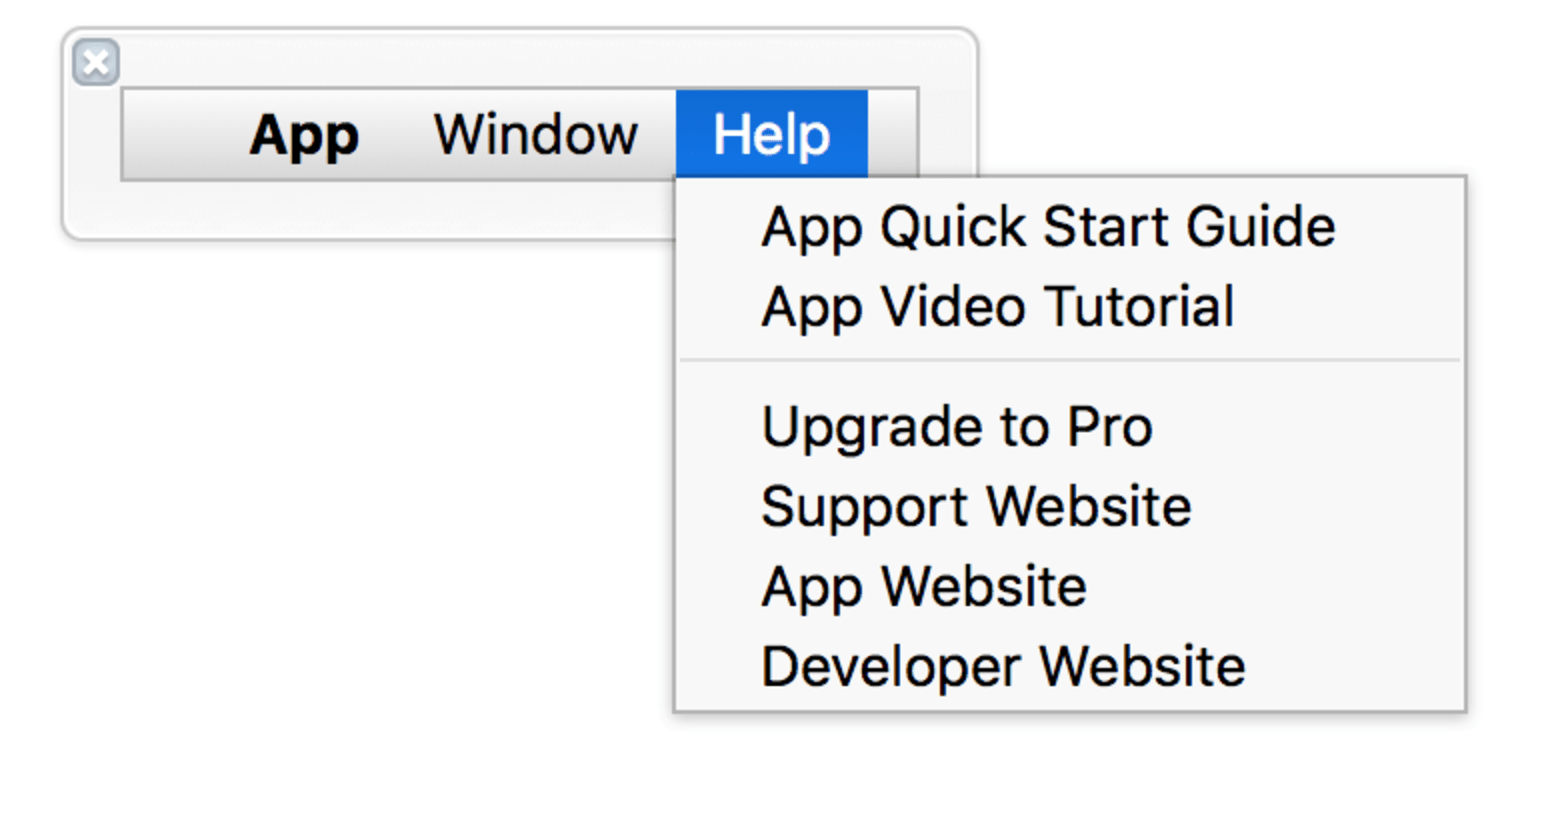 App Window Help
App Quick Start Guide
App Video Tutorial
Upgrade to Pro
Support Website
App Website
Developer Website